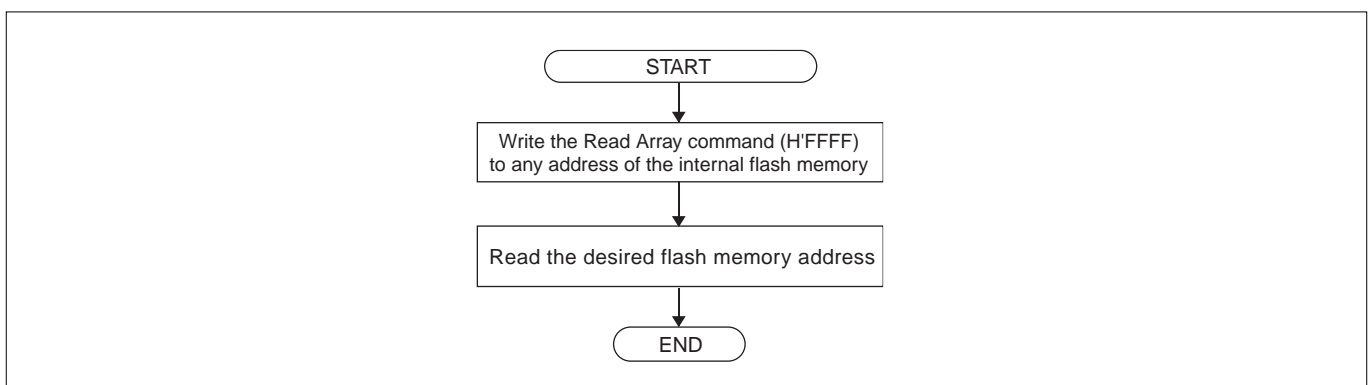 START
Write the Read Array command (H'FFFF)
to any address of the internal flash memory
Read the desired flash memory address
END